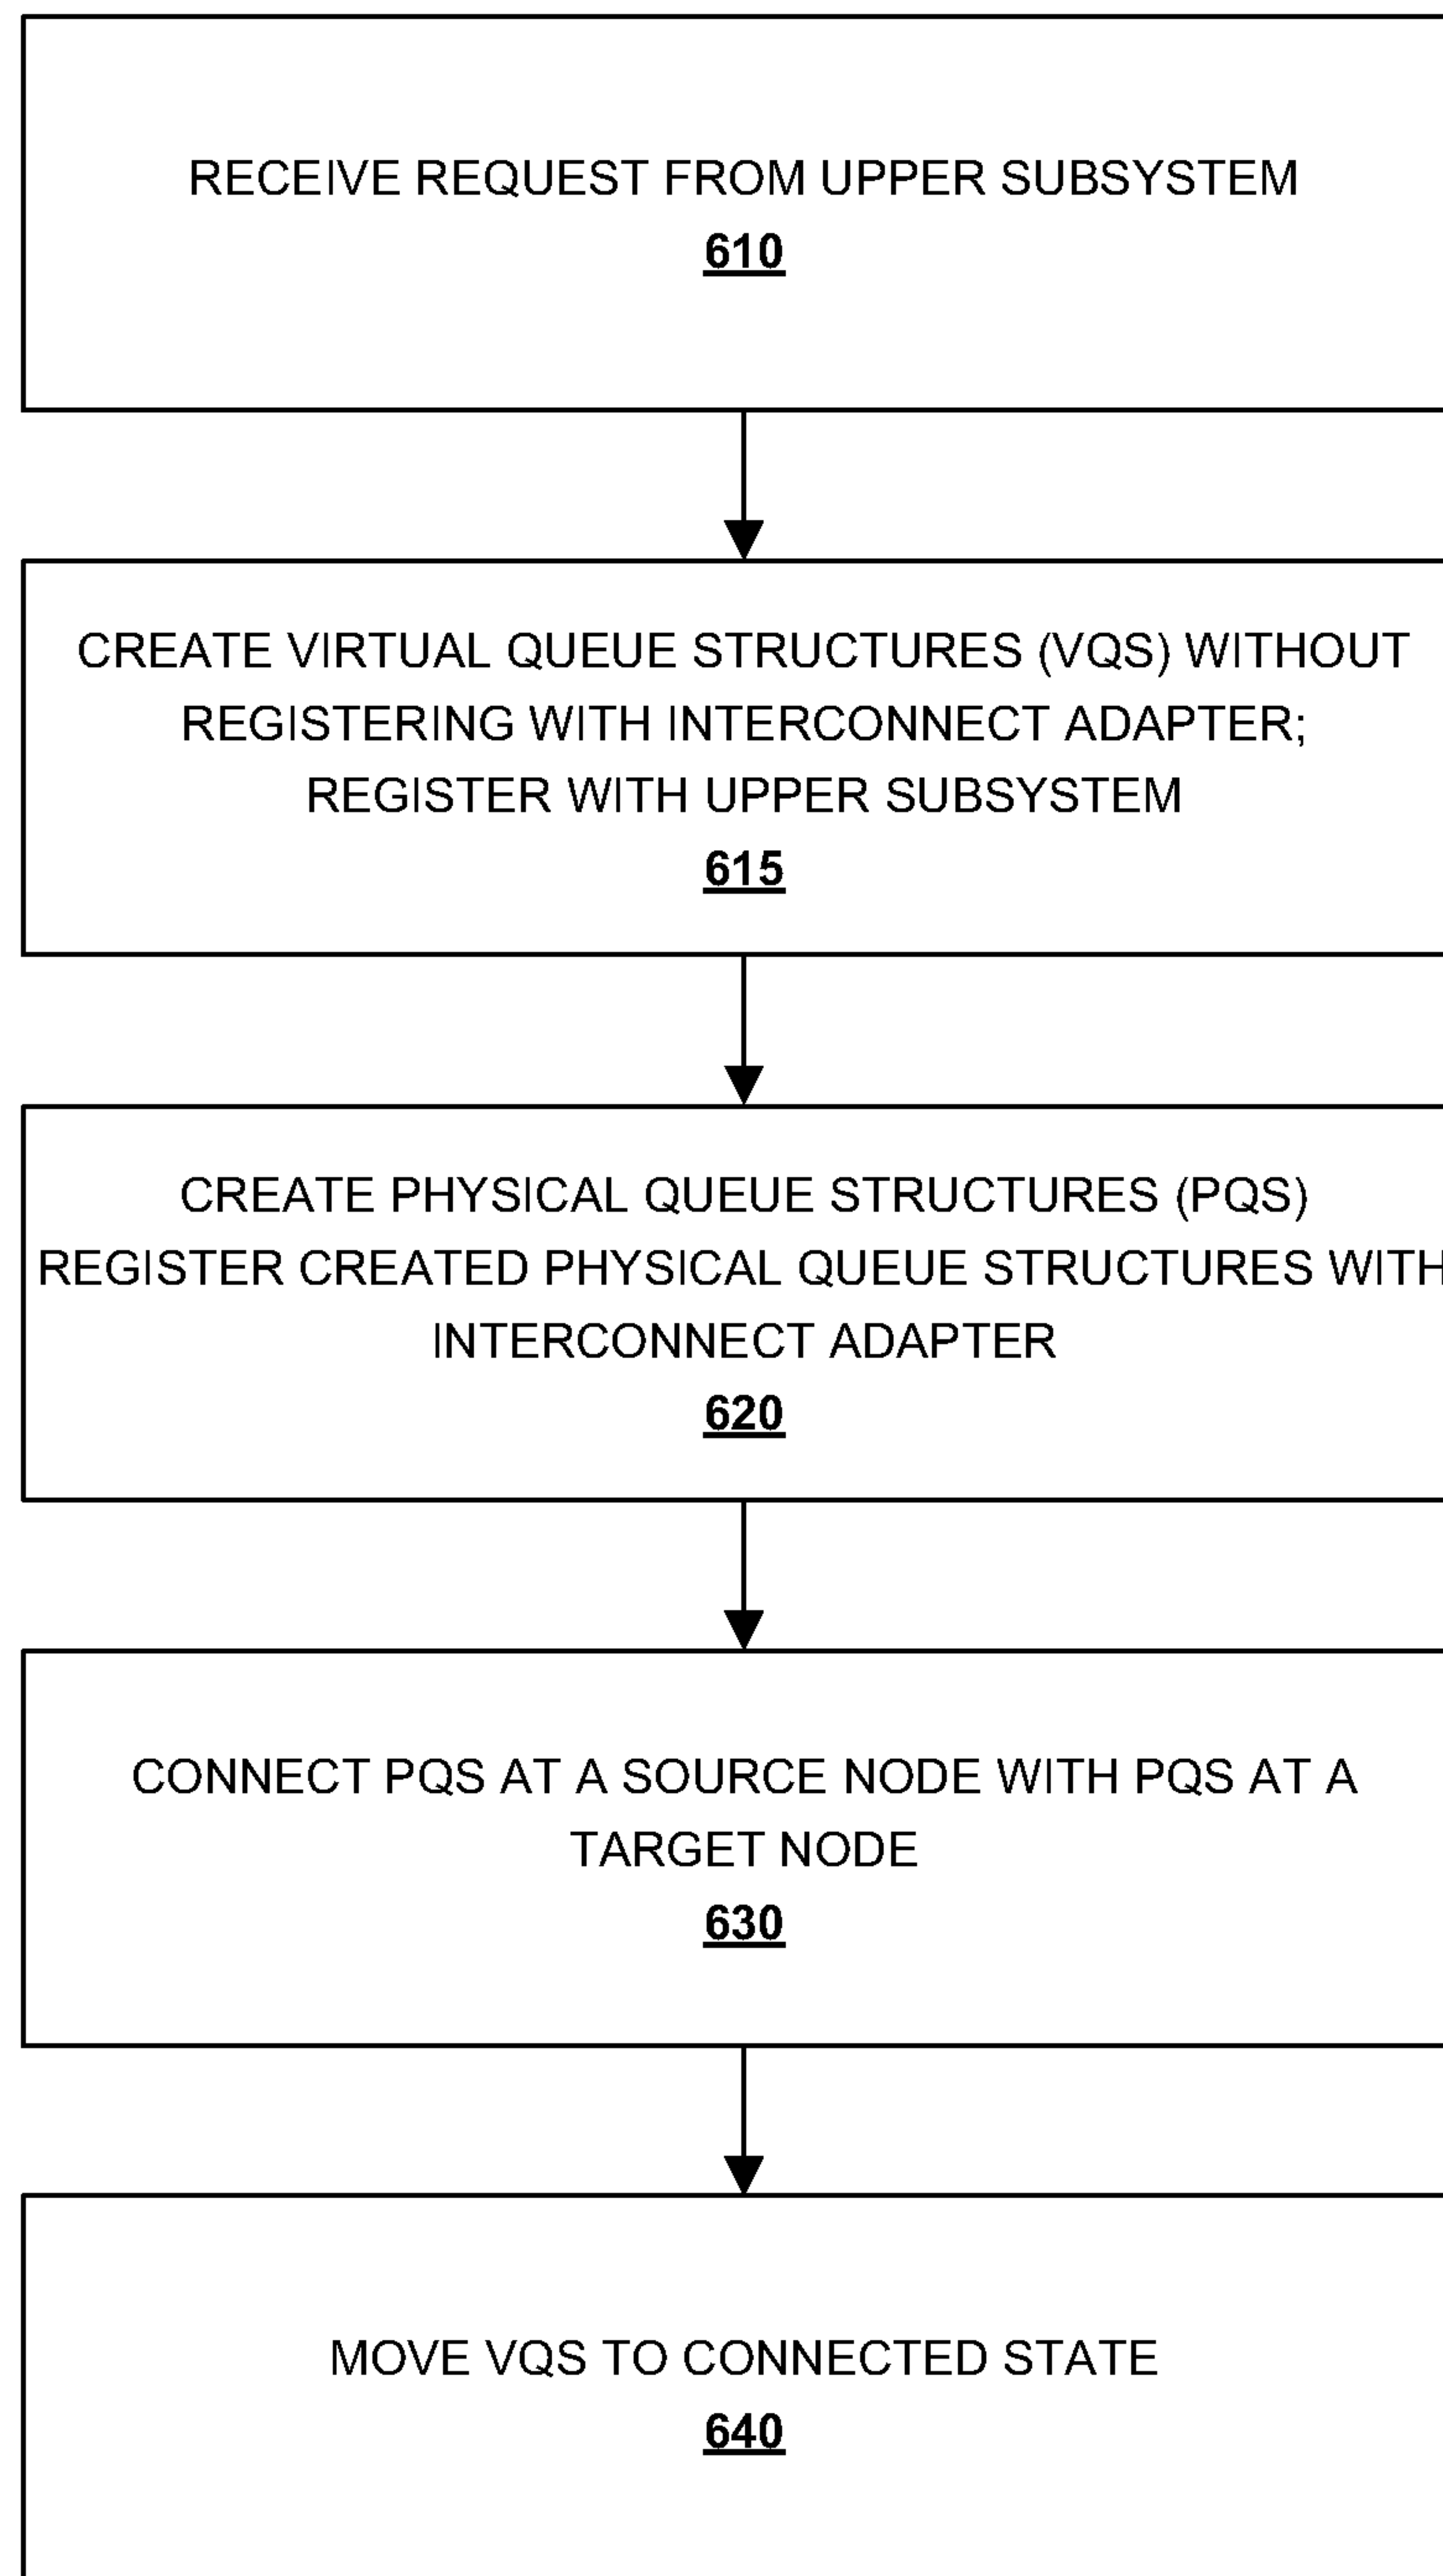 RECEIVE REQUEST FROM UPPER SUBSYSTEM
610
CREATE VIRTUAL QUEUE STRUCTURES (VQS) WITHOUT
REGISTERING WITH INTERCONNECT ADAPTER;
REGISTER WITH UPPER SUBSYSTEM
615
CREATE PHYSICAL QUEUE STRUCTURES (PQS)
REGISTER CREATED PHYSICAL QUEUE STRUCTURES WITH
INTERCONNECT ADAPTER
620
CONNECT PQS AT A SOURCE NODE WITH PQS AT A
TARGET NODE
630
MOVE VQS TO CONNECTED STATE
640